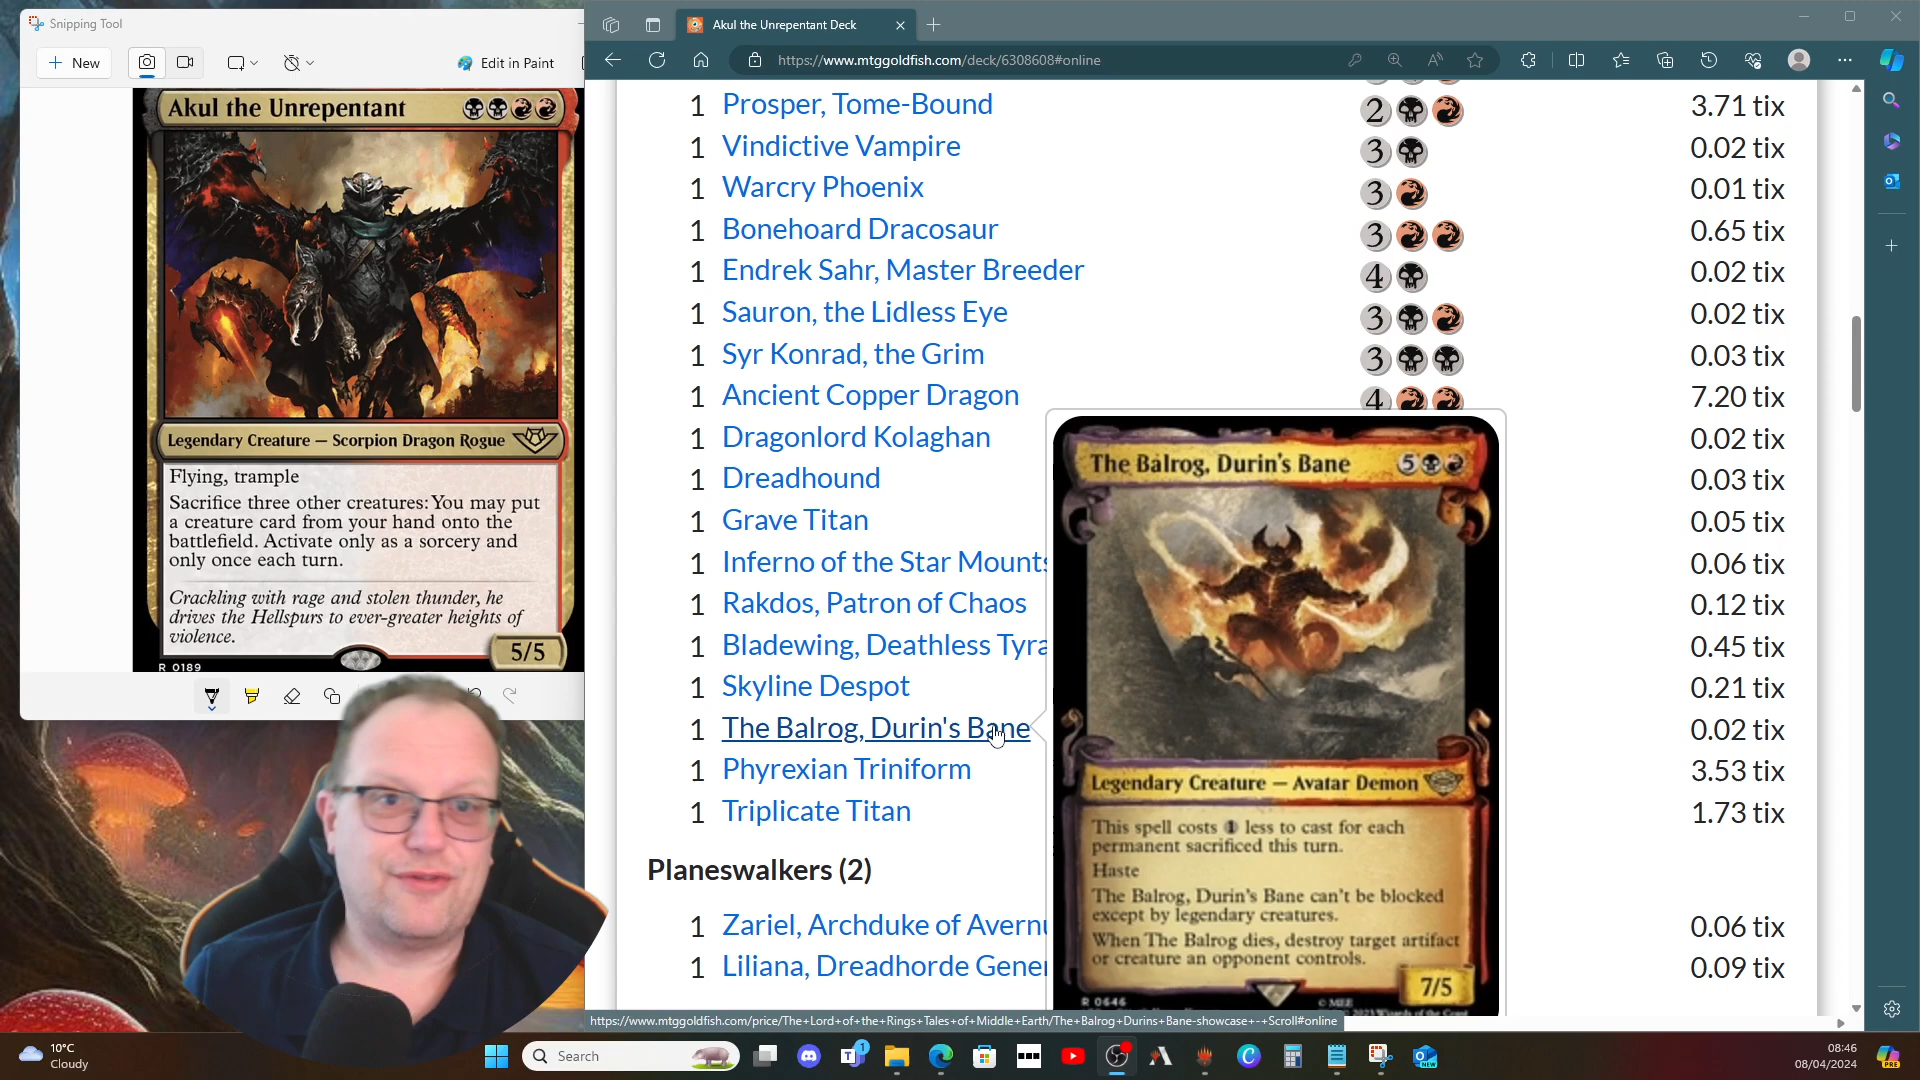 Snipping Tool
New
Edit in Paint
Akul the Unrepentant
Legendary Creature — Scorpion Dragon Rogue
Flying, trample
Sacrifice three other creatures: You may put
a creature card from your hand onto the
battlefield. Activate only as a sorcery and
only once each turn.
Crackling with rage and stolen thunder, he
drives the Hellspurs to ever-greater heights of
violence.
5/5
R 0189
Akul the Unrepentant Deck
https://www.mtggoldfish.com/deck/6308608#online
1 Prosper, Tome-Bound 2 3.71 tix
1 Vindictive Vampire 3 0.02 tix
1 Warcry Phoenix 3 0.01 tix
1 Bonehoard Dracosaur 3 0.65 tix
1 Endrek Sahr, Master Breeder 4 0.02 tix
1 Sauron, the Lidless Eye 3 0.02 tix
1 Syr Konrad, the Grim 3 0.03 tix
1 Ancient Copper Dragon 4 7.20 tix
1 Dragonlord Kolaghan 0.02 tix
1 Dreadhound 0.03 tix
1 Grave Titan 0.05 tix
1 Inferno of the Star Mounts 0.06 tix
1 Rakdos, Patron of Chaos 0.12 tix
1 Bladewing, Deathless Tyra 0.45 tix
1 Skyline Despot 0.21 tix
1 The Balrog, Durin's Bane 0.02 tix
1 Phyrexian Triniform 3.53 tix
1 Triplicate Titan 1.73 tix
Planeswalkers (2)
1 Zariel, Archduke of Avernu 0.06 tix
1 Liliana, Dreadhorde Gener 0.09 tix
The Balrog, Durin's Bane 5
Legendary Creature — Avatar Demon
This spell costs 1 less to cast for each
permanent sacrificed this turn.
Haste
The Balrog, Durin's Bane can't be blocked
except by legendary creatures.
When The Balrog dies, destroy target artifact
or creature an opponent controls.
7/5
R 0646
https://www.mtggoldfish.com/price/The+Lord+of+the+Rings+Tales+of+Middle+Earth/The+Balrog+Durins+Bane-showcase+-+Scroll#online
10°C
Cloudy
Search
1
08:46
08/04/2024